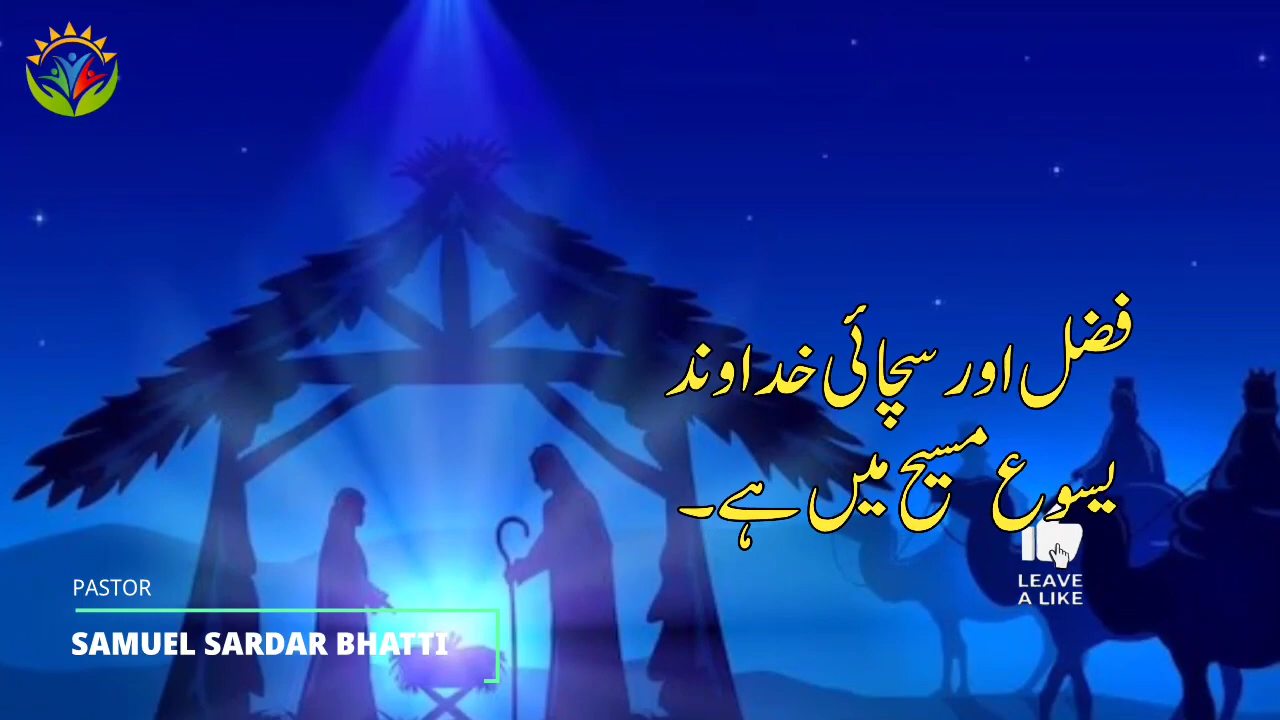 فضل اور سچائی خداوند
یسوع مسیح میں ہے۔
LEAVE
A LIKE
PASTOR
SAMUEL SARDAR BHATTI